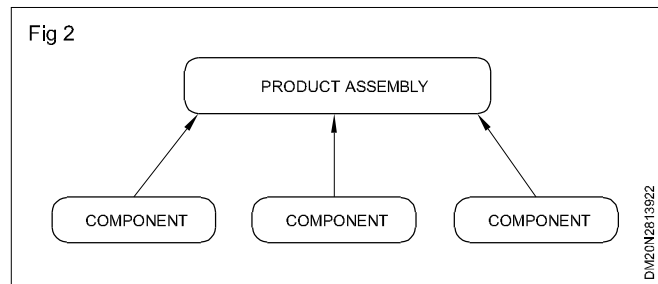 Fig 2
PRODUCT ASSEMBLY
COMPONENT
COMPONENT
COMPONENT
DM20N2813922